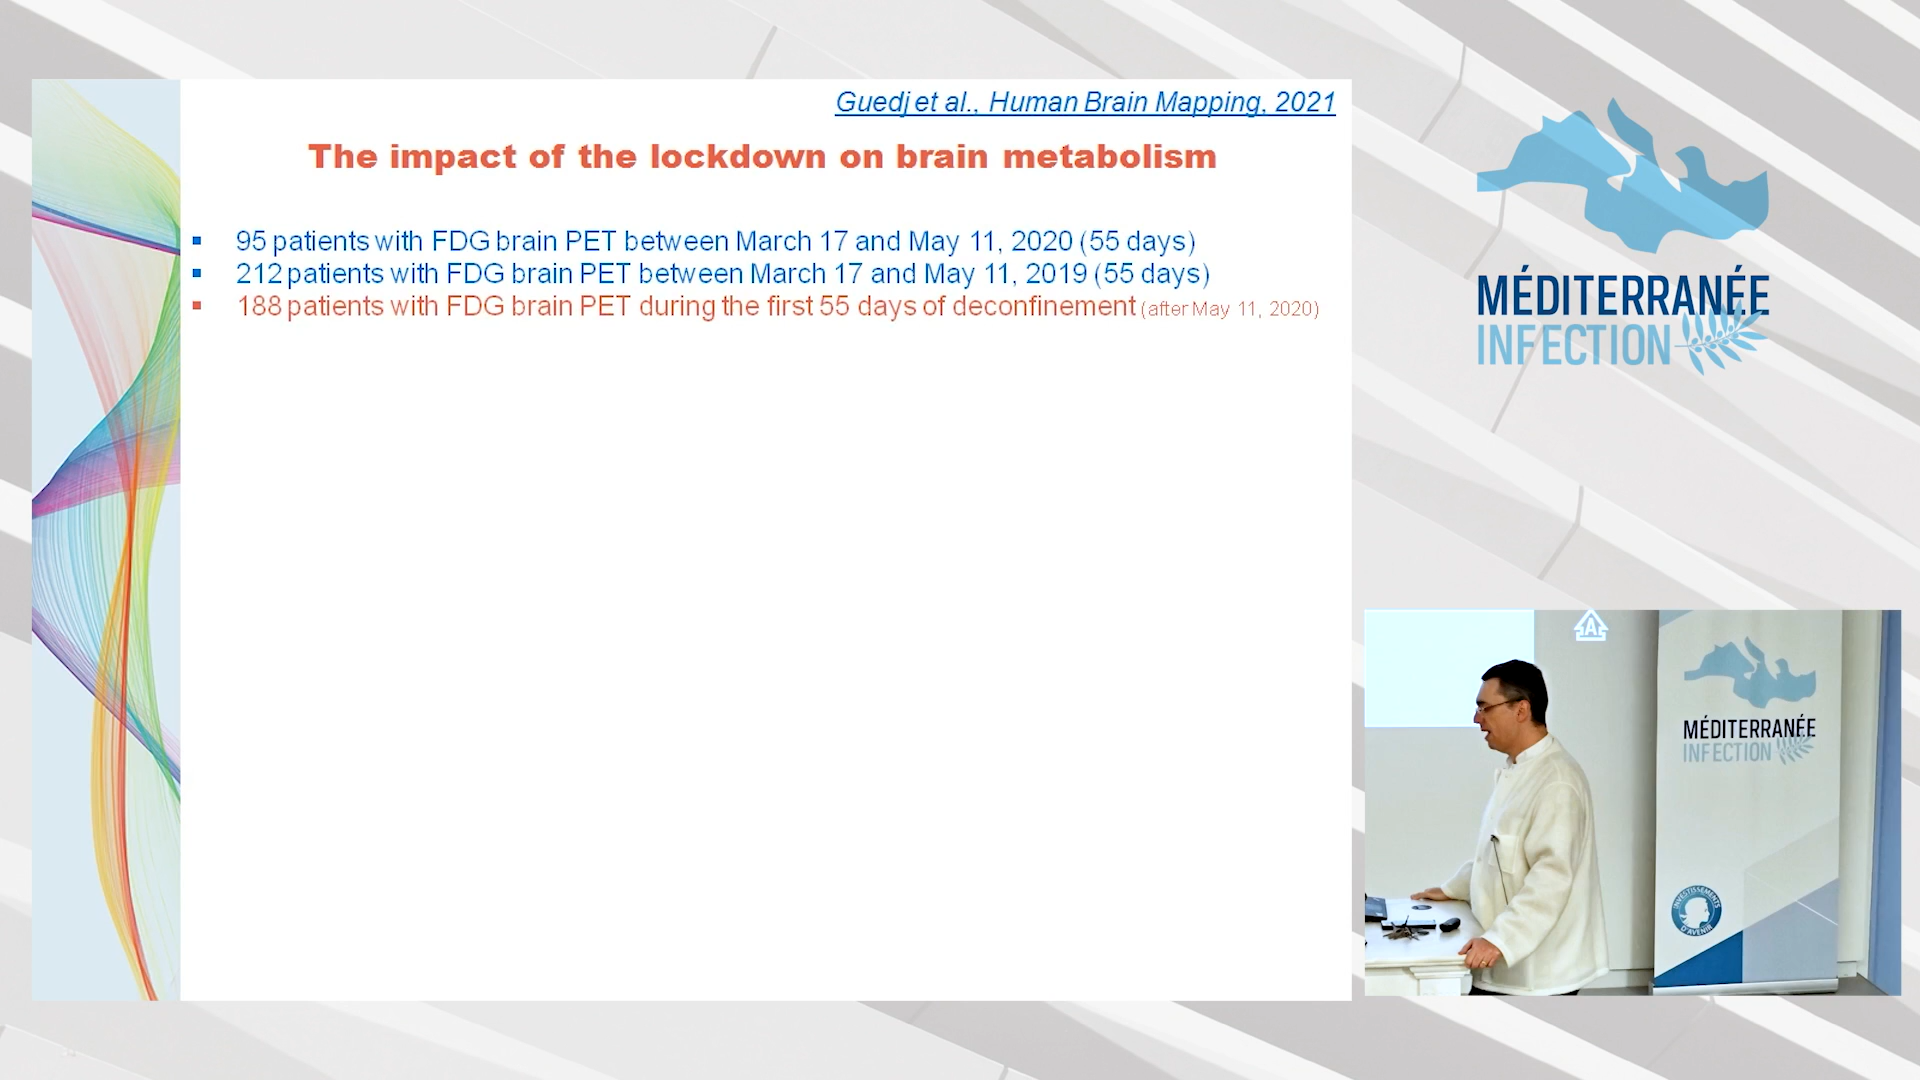 Guedj et al., Human Brain Mapping, 2021
The impact of the lockdown on brain metabolism
95 patients with FDG brain PET between March 17 and May 11, 2020 (55 days)
212 patients with FDG brain PET between March 17 and May 11, 2019 (55 days)
188 patients with FDG brain PET during the first 55 days of deconfinement (after May 11, 2020)
MÉDITERRANÉE
INFECTION
A
MÉDITERRANÉE
INFECTION
INVESTISSEMENTS
D'AVENIR